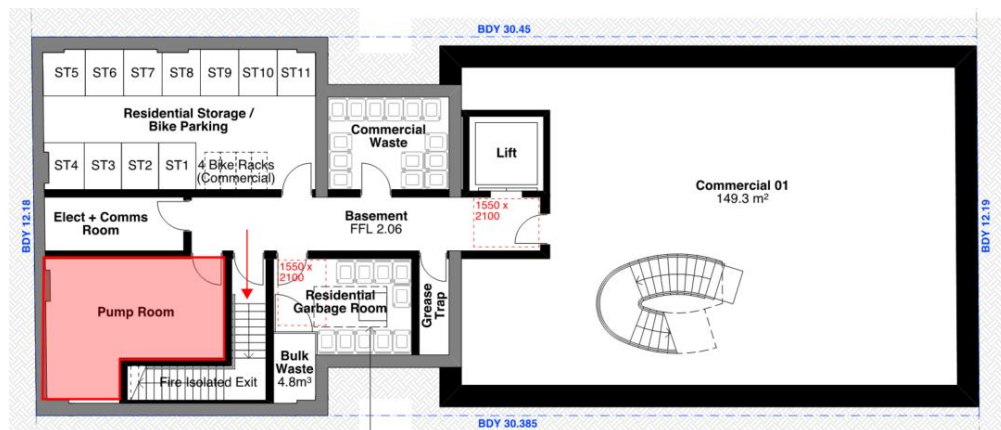 BDY 30.45
ST5 ST6 ST7 ST8 ST9 ST10 ST11
Residential Storage /
Bike Parking
Commercial
Waste
Lift
ST4 ST3 ST2 ST1
4 Bike Racks
(Commercial)
Commercial 01
149.3 m²
BDY 12.18
BDY 12.19
Elect + Comms
Room
Basement
FFL 2.06
1550 x
2100
1550 x
2100
Pump Room
Residential
Garbage Room
Grease
Trap
Bulk
Waste
4.8m³
Fire Isolated Exit
BDY 30.385